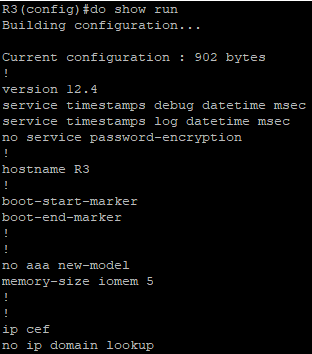 R3(config)#do show run
Building configuration...
Current configuration : 902 bytes
!
version 12.4
service timestamps debug datetime msec
service timestamps log datetime msec
no service password-encryption
!
hostname R3
!
boot-start-marker
boot-end-marker
!
!
no aaa new-model
memory-size iomem 5
!
!
ip cef
no ip domain lookup